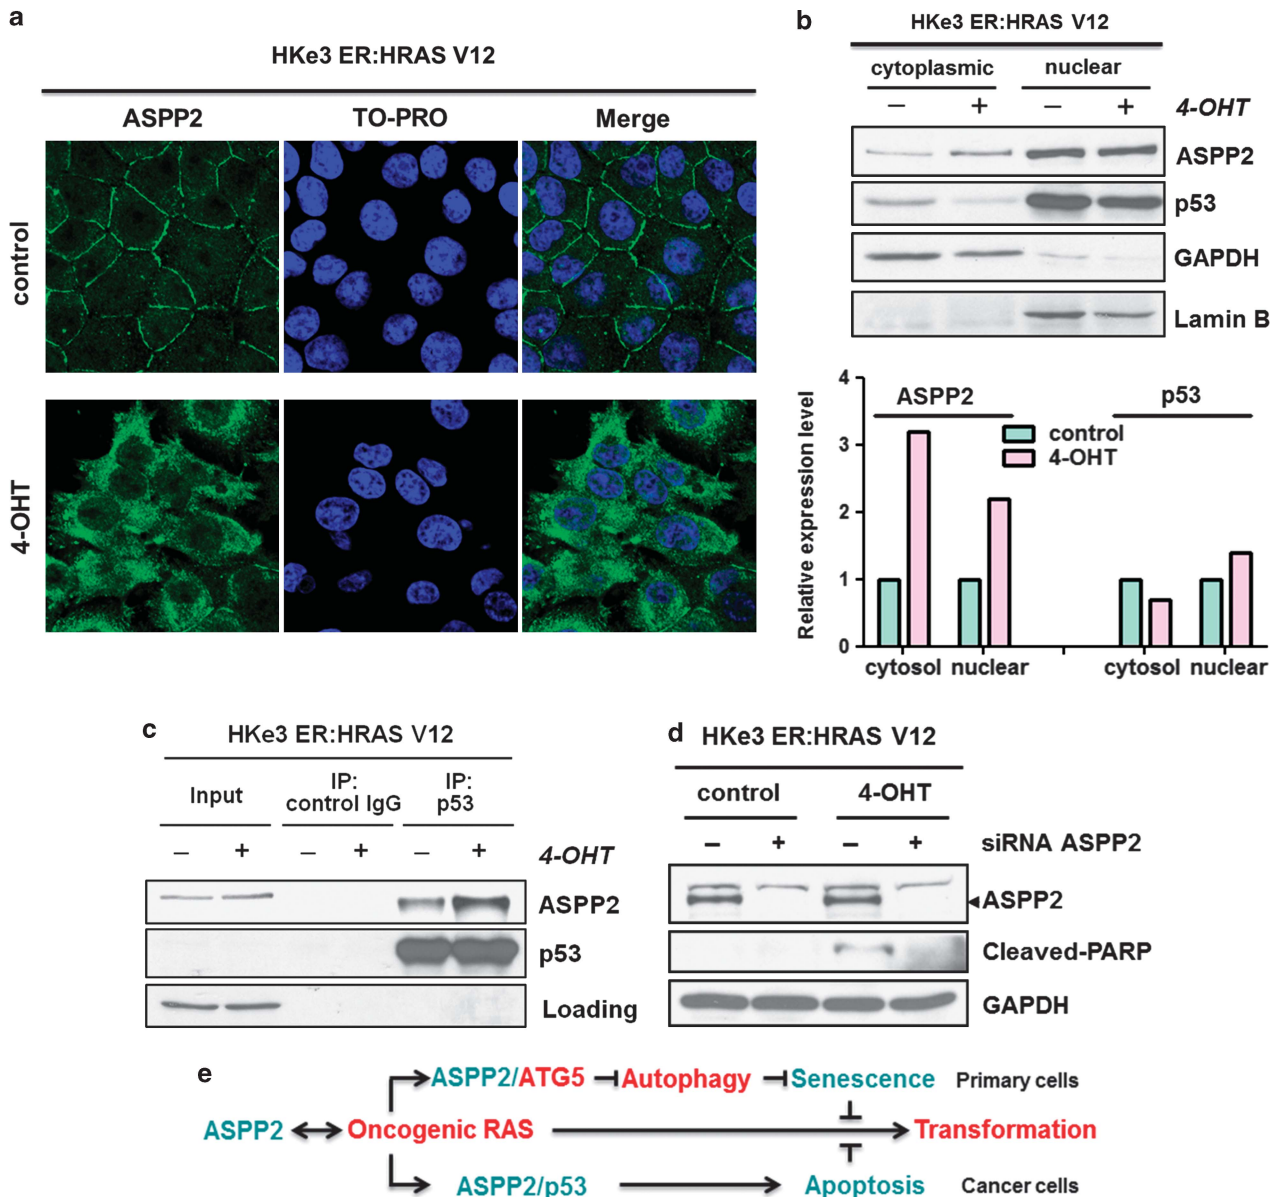 a
HKe3 ER:HRAS V12
ASPP2 TO-PRO Merge
control
4-OHT
b
HKe3 ER:HRAS V12
cytoplasmic nuclear
– + – + 4-OHT
ASPP2
p53
GAPDH
Lamin B
Relative expression level
4
3
2
1
0
ASPP2 p53
control
4-OHT
cytosol nuclear cytosol nuclear
c
HKe3 ER:HRAS V12
Input IP: control IgG IP: p53
– + – + – + 4-OHT
ASPP2
p53
Loading
d
HKe3 ER:HRAS V12
control 4-OHT
– + – + siRNA ASPP2
ASPP2
Cleaved-PARP
GAPDH
e
ASPP2/ATG5 Autophagy Senescence Primary cells
ASPP2 Oncogenic RAS Transformation
ASPP2/p53 Apoptosis Cancer cells